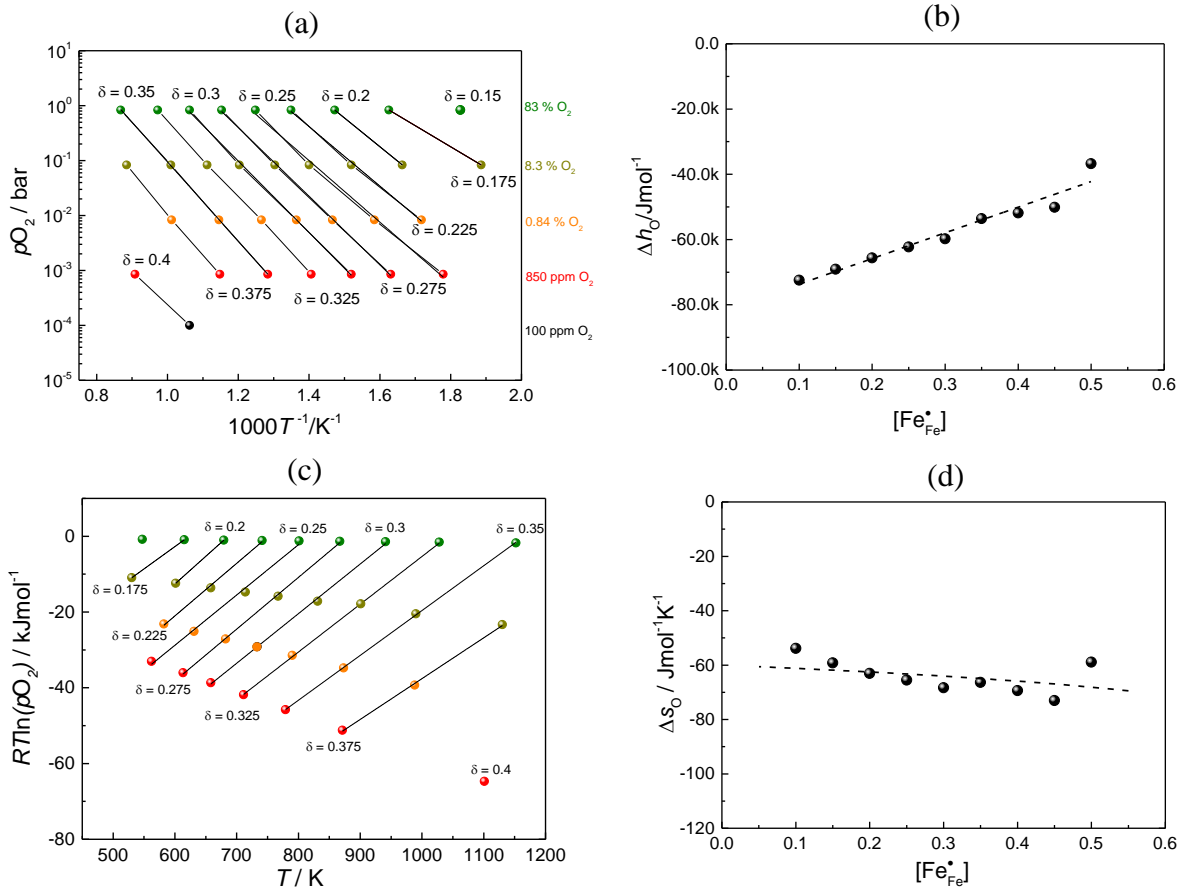 (a)
pO₂ / bar
10¹
10⁰
10⁻¹
10⁻²
10⁻³
10⁻⁴
10⁻⁵
δ = 0.35
δ = 0.3
δ = 0.25
δ = 0.2
δ = 0.15
δ = 0.175
δ = 0.225
δ = 0.4
δ = 0.375
δ = 0.325
δ = 0.275
83 % O₂
8.3 % O₂
0.84 % O₂
850 ppm O₂
100 ppm O₂
0.8 1.0 1.2 1.4 1.6 1.8 2.0
1000T⁻¹/K⁻¹
(b)
Δh_O/Jmol⁻¹
0.0
-20.0k
-40.0k
-60.0k
-80.0k
-100.0k
0.0 0.1 0.2 0.3 0.4 0.5 0.6
[Fe•Fe]
(c)
RTln(pO₂) / kJmol⁻¹
0
-20
-40
-60
-80
δ = 0.2
δ = 0.25
δ = 0.3
δ = 0.35
δ = 0.175
δ = 0.225
δ = 0.275
δ = 0.325
δ = 0.375
δ = 0.4
500 600 700 800 900 1000 1100 1200
T / K
(d)
Δs_O / Jmol⁻¹K⁻¹
0
-20
-40
-60
-80
-100
-120
0.0 0.1 0.2 0.3 0.4 0.5 0.6
[Fe•Fe]